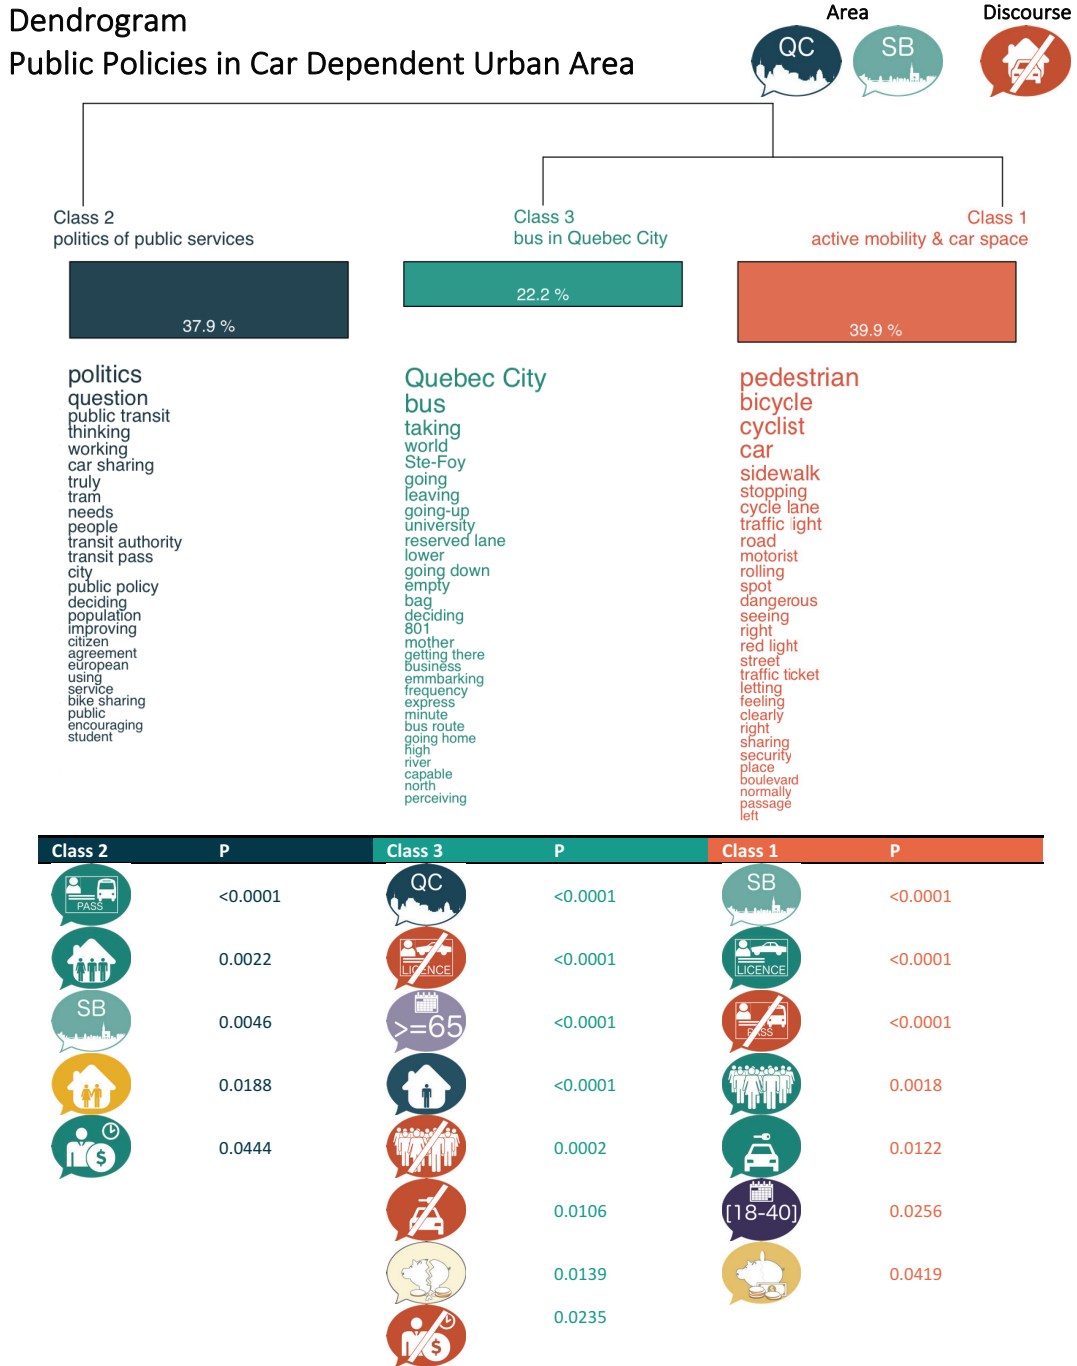 Dendrogram
Public Policies in Car Dependent Urban Area
Area
Discourse
QC
SB
Class 2
politics of public services
Class 3
bus in Quebec City
Class 1
active mobility & car space
37.9 %
22.2 %
39.9 %
politics
question
public transit
thinking
working
car sharing
truly
tram
needs
people
transit authority
transit pass
city
public policy
deciding
population
improving
citizen
agreement
european
using
service
bike sharing
public
encouraging
student
Quebec City
bus
taking
world
Ste-Foy
going
leaving
going-up
university
reserved lane
lower
going down
empty
bag
deciding
801
mother
getting there
business
emmbarking
frequency
express
minute
bus route
going home
high
river
capable
north
perceiving
pedestrian
bicycle
cyclist
car
sidewalk
stopping
cycle lane
traffic light
road
motorist
rolling
spot
dangerous
seeing
right
red light
street
traffic ticket
letting
feeling
clearly
right
sharing
security
place
boulevard
normally
passage
left
Class 2 P Class 3 P Class 1 P
PASS <0.0001 QC <0.0001 SB <0.0001
0.0022 LICENCE <0.0001 LICENCE <0.0001
SB 0.0046 >=65 <0.0001 PASS <0.0001
0.0188 <0.0001 0.0018
$ 0.0444 0.0002 0.0122
0.0106 [18-40] 0.0256
0.0139 0.0419
$ 0.0235